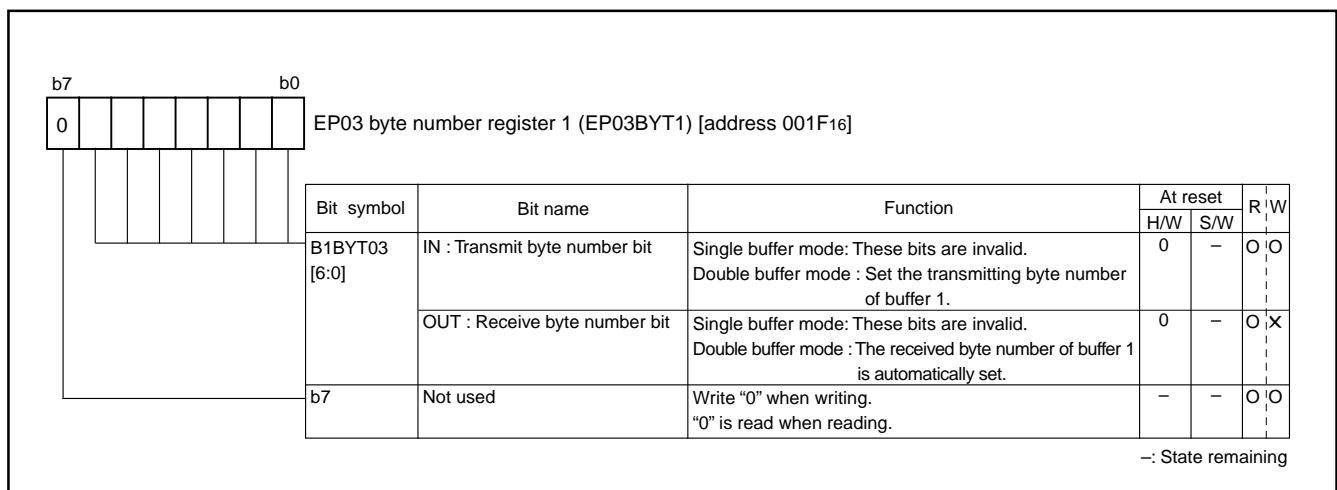 b7 b0
0 EP03 byte number register 1 (EP03BYT1) [address 001F16]
Bit symbol Bit name Function At reset R W
H/W S/W
B1BYT03 IN : Transmit byte number bit Single buffer mode: These bits are invalid. 0 – O O
[6:0] Double buffer mode : Set the transmitting byte number
of buffer 1.
OUT : Receive byte number bit Single buffer mode: These bits are invalid. 0 – O ×
Double buffer mode : The received byte number of buffer 1
is automatically set.
b7 Not used Write “0” when writing. – – O O
“0” is read when reading.
–: State remaining